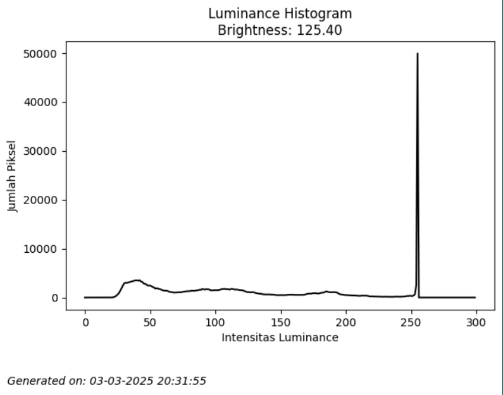 Luminance Histogram
Brightness: 125.40
50000
40000
30000
20000
10000
0
Jumlah Piksel
0 50 100 150 200 250 300
Intensitas Luminance
Generated on: 03-03-2025 20:31:55